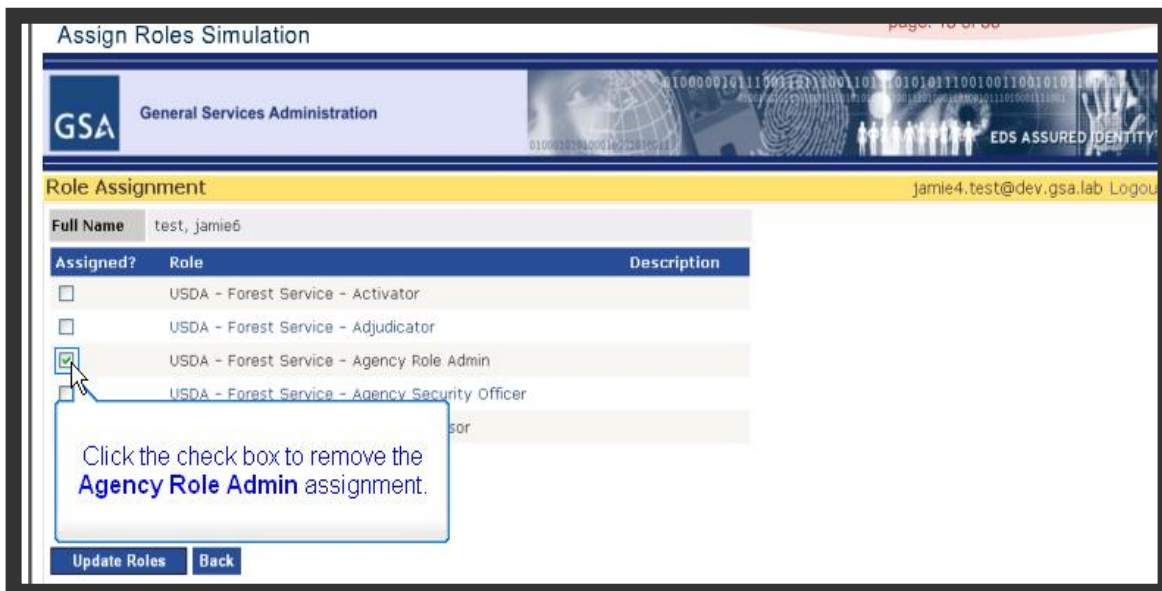 Assign Roles Simulation
GSA
General Services Administration
EDS ASSURED IDENTITY
Role Assignment
jamie4.test@dev.gsa.lab Logou
Full Name test, jamie6
Assigned? Role Description
USDA - Forest Service - Activator
USDA - Forest Service - Adjudicator
USDA - Forest Service - Agency Role Admin
USDA - Forest Service - Agency Security Officer
sor
Click the check box to remove the
Agency Role Admin assignment.
Update Roles Back